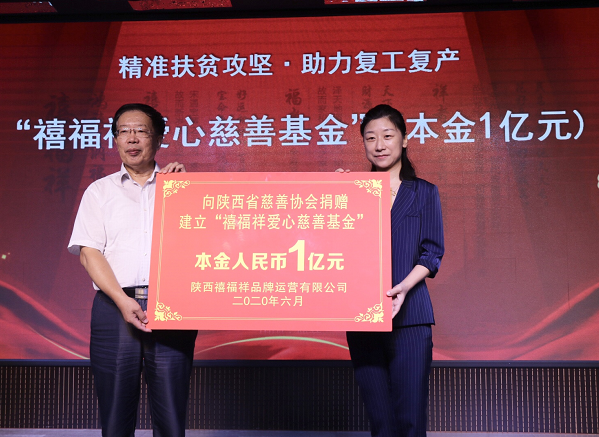 精准扶贫攻坚·助力复工复产
“禧福祥爱心慈善基金”（本金1亿元）
向陕西省慈善协会捐赠
建立“禧福祥爱心慈善基金”
本金人民币1亿元
陕西禧福祥品牌运营有限公司
二〇二〇年六月